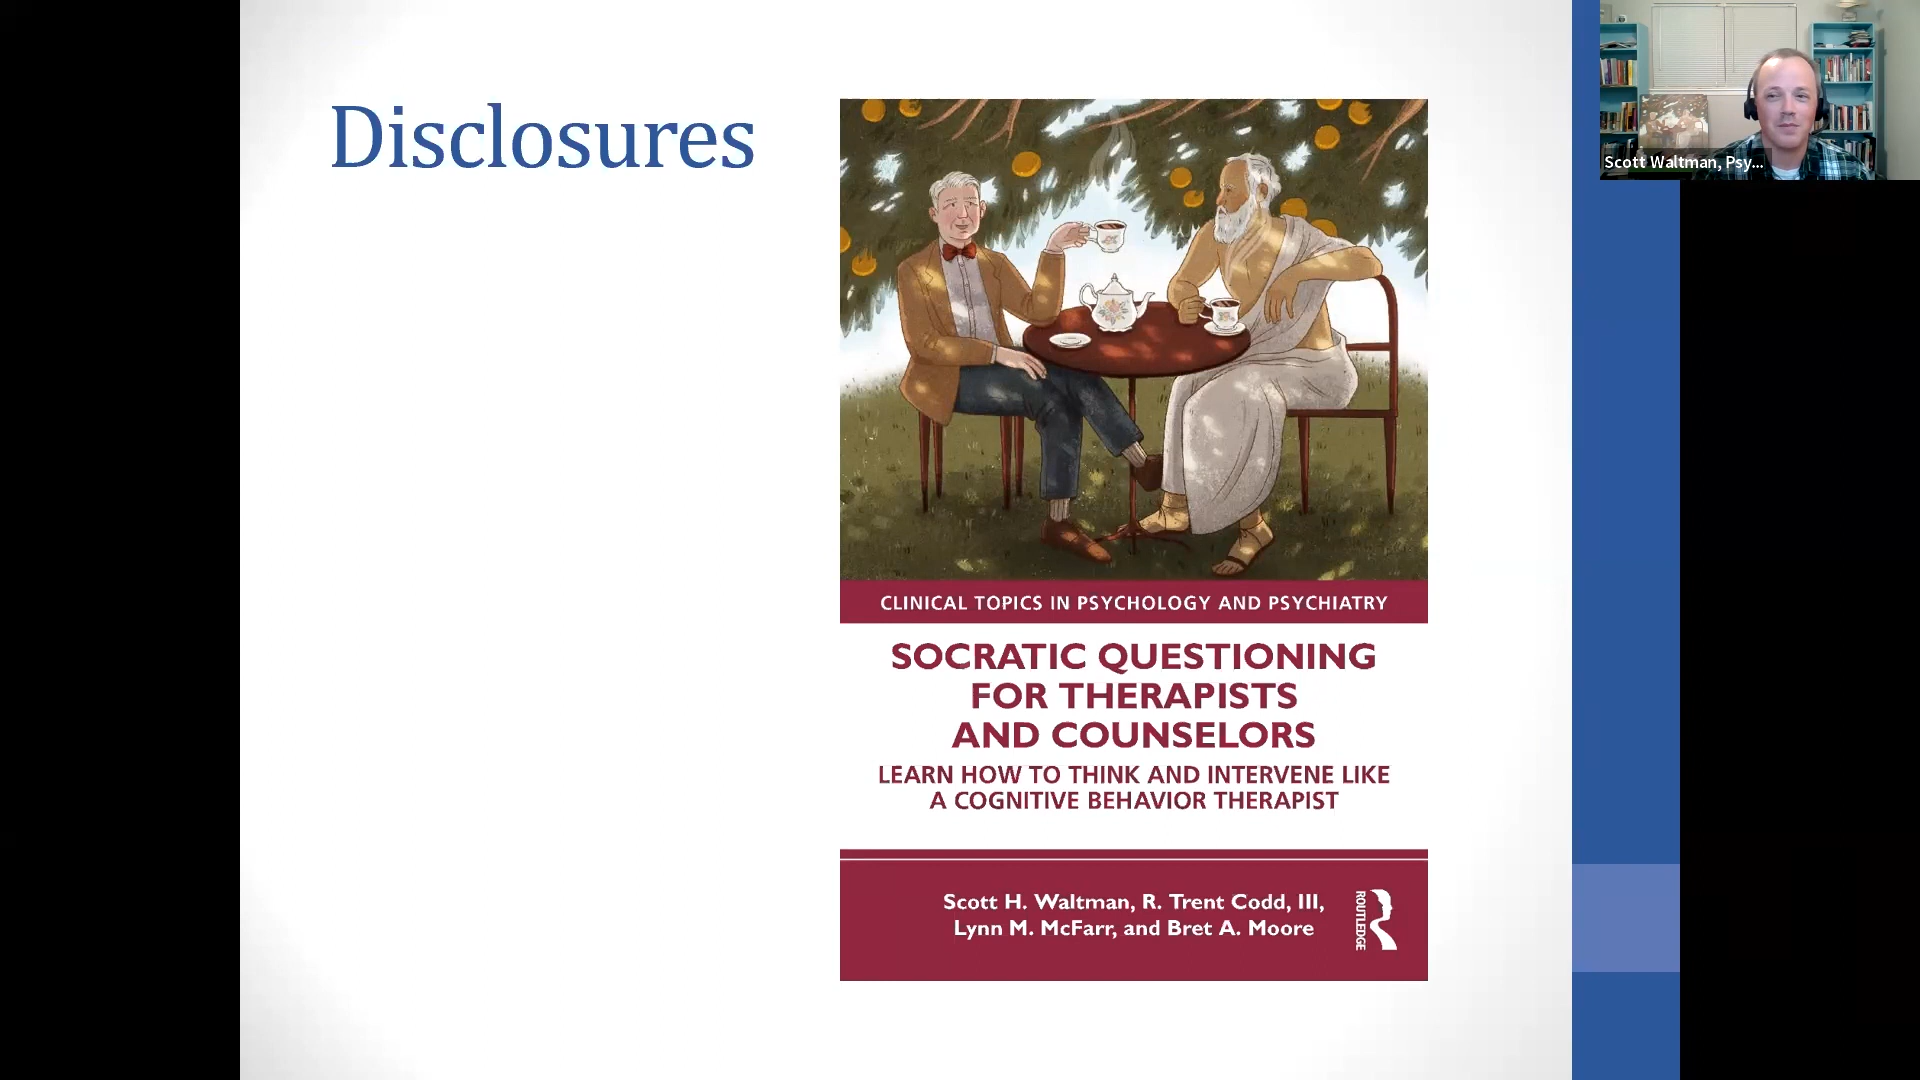 Disclosures
Scott Waltman, Psy...
CLINICAL TOPICS IN PSYCHOLOGY AND PSYCHIATRY
SOCRATIC QUESTIONING
FOR THERAPISTS
AND COUNSELORS
LEARN HOW TO THINK AND INTERVENE LIKE
A COGNITIVE BEHAVIOR THERAPIST
Scott H. Waltman, R. Trent Codd, III,
Lynn M. McFarr, and Bret A. Moore
ROUTLEDGE